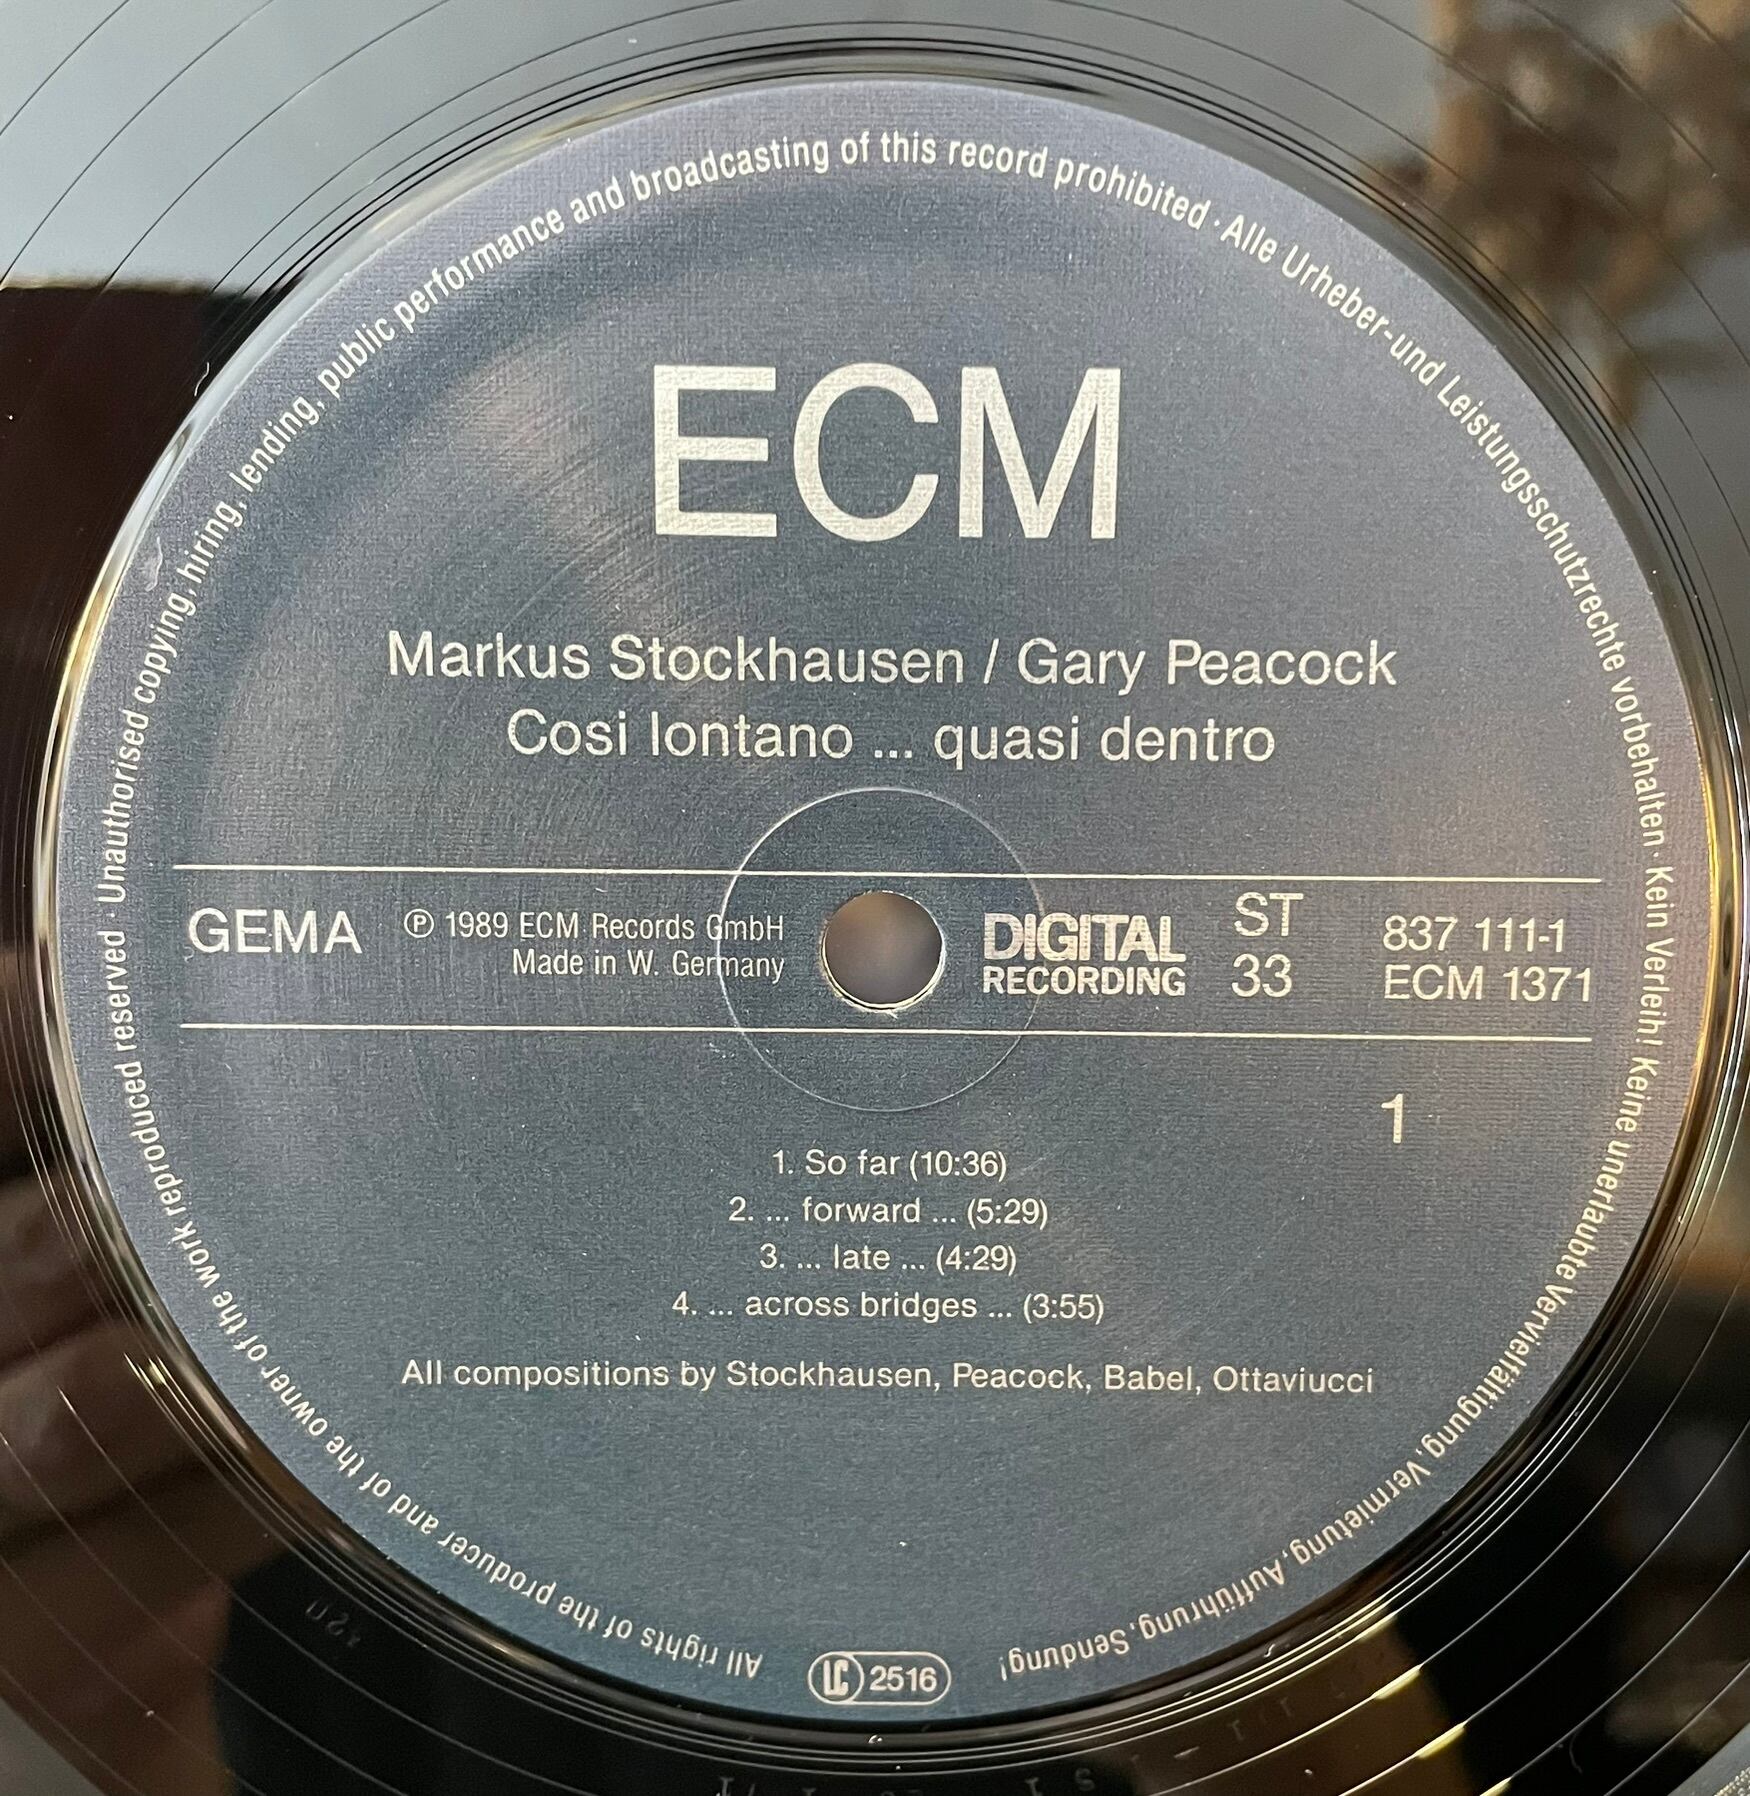 All rights of the producer and of the owner of the work reproduced reserved · Unauthorised copying, hiring, lending, public performance and broadcasting of this record prohibited · Alle Urheber- und Leistungsschutzrechte vorbehalten · Kein Verleih! Keine unerlaubte Vervielfältigung, Vermietung, Aufführung, Sendung!
ECM
Markus Stockhausen / Gary Peacock
Cosi lontano ... quasi dentro
GEMA
℗ 1989 ECM Records GmbH
Made in W. Germany
DIGITAL
RECORDING
ST
33
837 111-1
ECM 1371
1
1. So far (10:36)
2. ... forward ... (5:29)
3. ... late ... (4:29)
4. ... across bridges ... (3:55)
All compositions by Stockhausen, Peacock, Babel, Ottaviucci
LC 2516